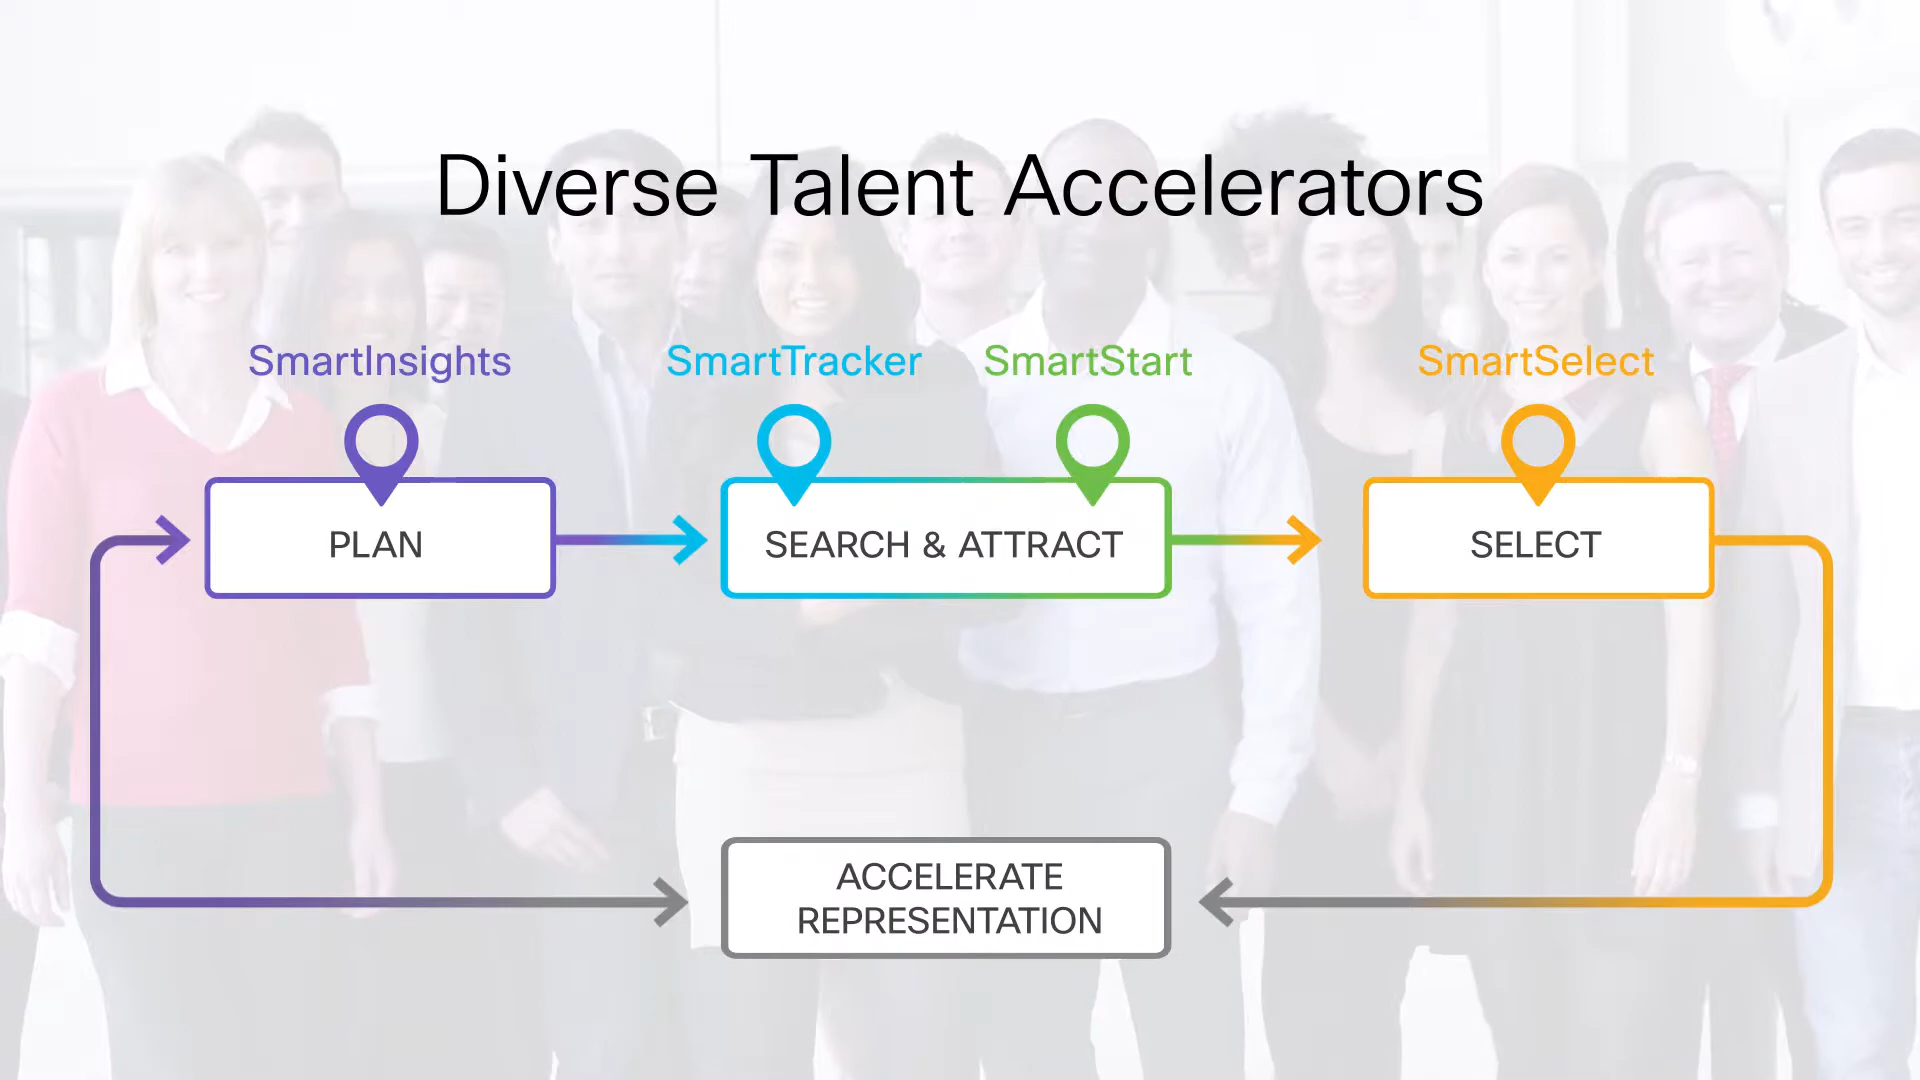 Diverse Talent Accelerators
SmartInsights
SmartTracker
SmartStart
SmartSelect
PLAN
SEARCH & ATTRACT
SELECT
ACCELERATE
REPRESENTATION